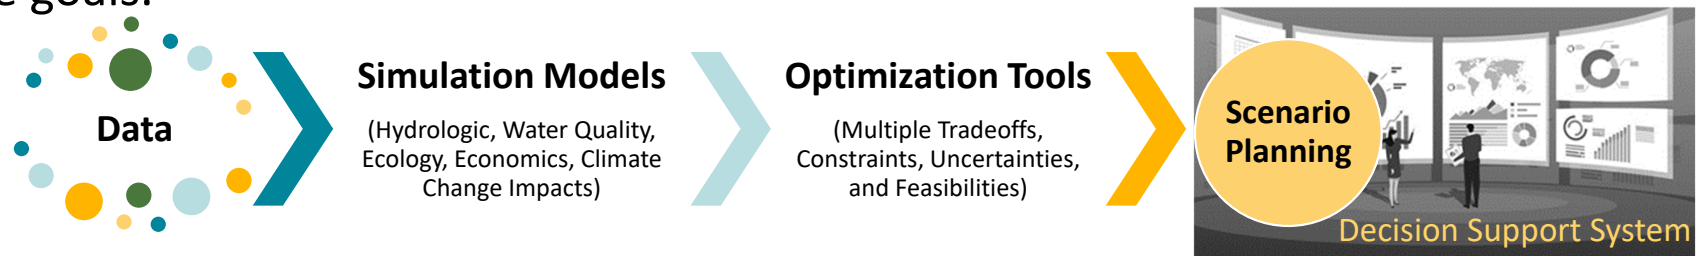 e goals.
Data
Simulation Models
(Hydrologic, Water Quality,
Ecology, Economics, Climate
Change Impacts)
Optimization Tools
(Multiple Tradeoffs,
Constraints, Uncertainties,
and Feasibilities)
Scenario
Planning
Decision Support System